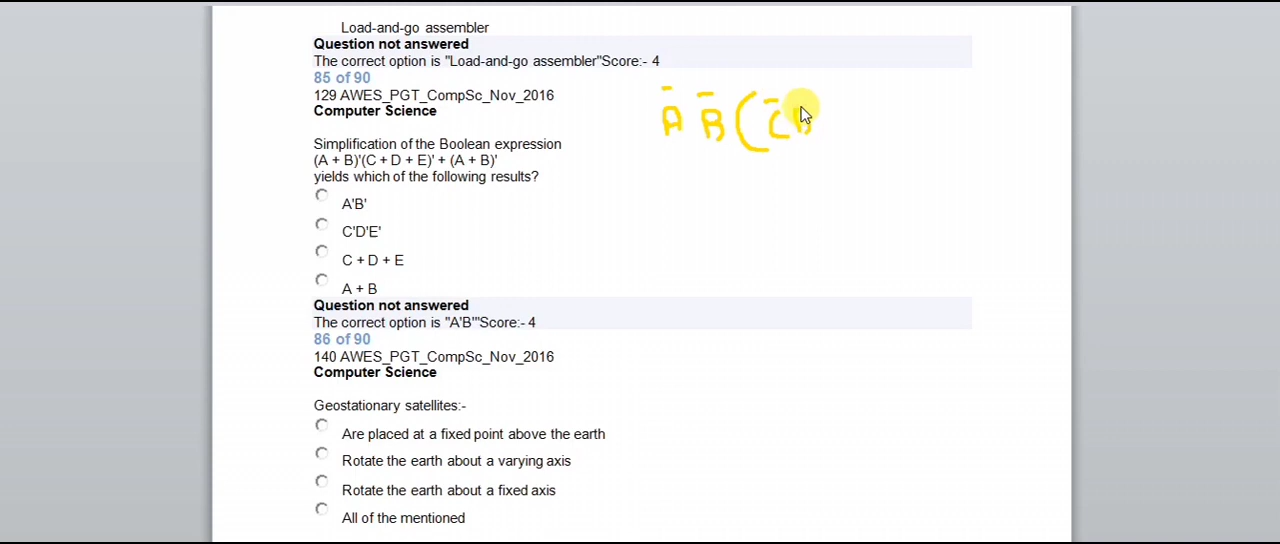 Load-and-go assembler
Question not answered
The correct option is "Load-and-go assembler"Score:- 4
85 of 90
129 AWES_PGT_CompSc_Nov_2016
Computer Science
A̅ B̅ (C̅ D
Simplification of the Boolean expression
(A + B)'(C + D + E)' + (A + B)'
yields which of the following results?
A'B'
C'D'E'
C + D + E
A + B
Question not answered
The correct option is "A'B'"Score:- 4
86 of 90
140 AWES_PGT_CompSc_Nov_2016
Computer Science
Geostationary satellites:-
Are placed at a fixed point above the earth
Rotate the earth about a varying axis
Rotate the earth about a fixed axis
All of the mentioned